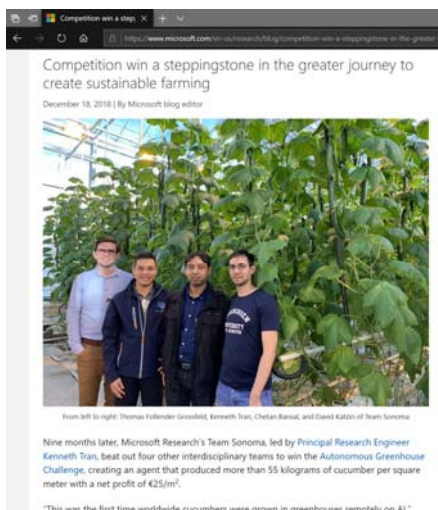 Competition win a step
https://www.microsoft.com/en-us/research/blog/competition-win-a-steppingstone-in-the-greater-
Competition win a steppingstone in the greater journey to
create sustainable farming
December 18, 2018 | By Microsoft blog editor
From left to right: Thomas Follender Grossfeld, Kenneth Tran, Chetan Bansal, and David Katzin of Team Sonoma
Nine months later, Microsoft Research's Team Sonoma, led by Principal Research Engineer
Kenneth Tran, beat out four other interdisciplinary teams to win the Autonomous Greenhouse
Challenge, creating an agent that produced more than 55 kilograms of cucumber per square
meter with a net profit of €25/m².
"This was the first time worldwide cucumbers were grown in greenhouses remotely on AI,"